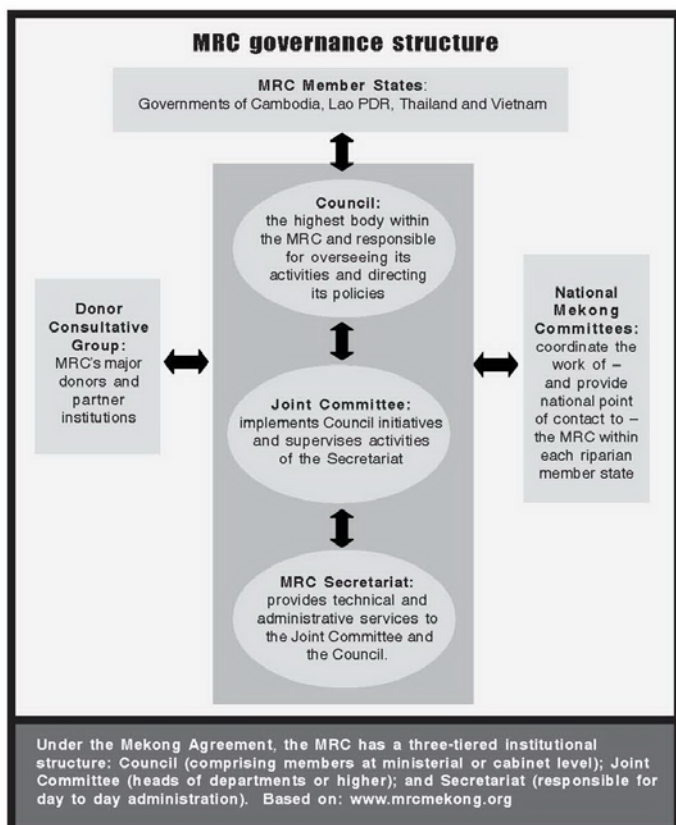 MRC governance structure
MRC Member States:
Governments of Cambodia, Lao PDR, Thailand and Vietnam
Council:
the highest body within
the MRC and responsible
for overseeing its
activities and directing
its policies
Donor
Consultative
Group:
MRC's major
donors and
partner
institutions
National
Mekong
Committees:
coordinate the
work of –
and provide
national point
of contact to –
the MRC within
each riparian
member state
Joint Committee:
implements Council initiatives
and supervises activities
of the Secretariat
MRC Secretariat:
provides technical and
administrative services to
the Joint Committee and
the Council.
Under the Mekong Agreement, the MRC has a three-tiered institutional
structure: Council (comprising members at ministerial or cabinet level); Joint
Committee (heads of departments or higher); and Secretariat (responsible for
day to day administration). Based on: www.mrcmekong.org